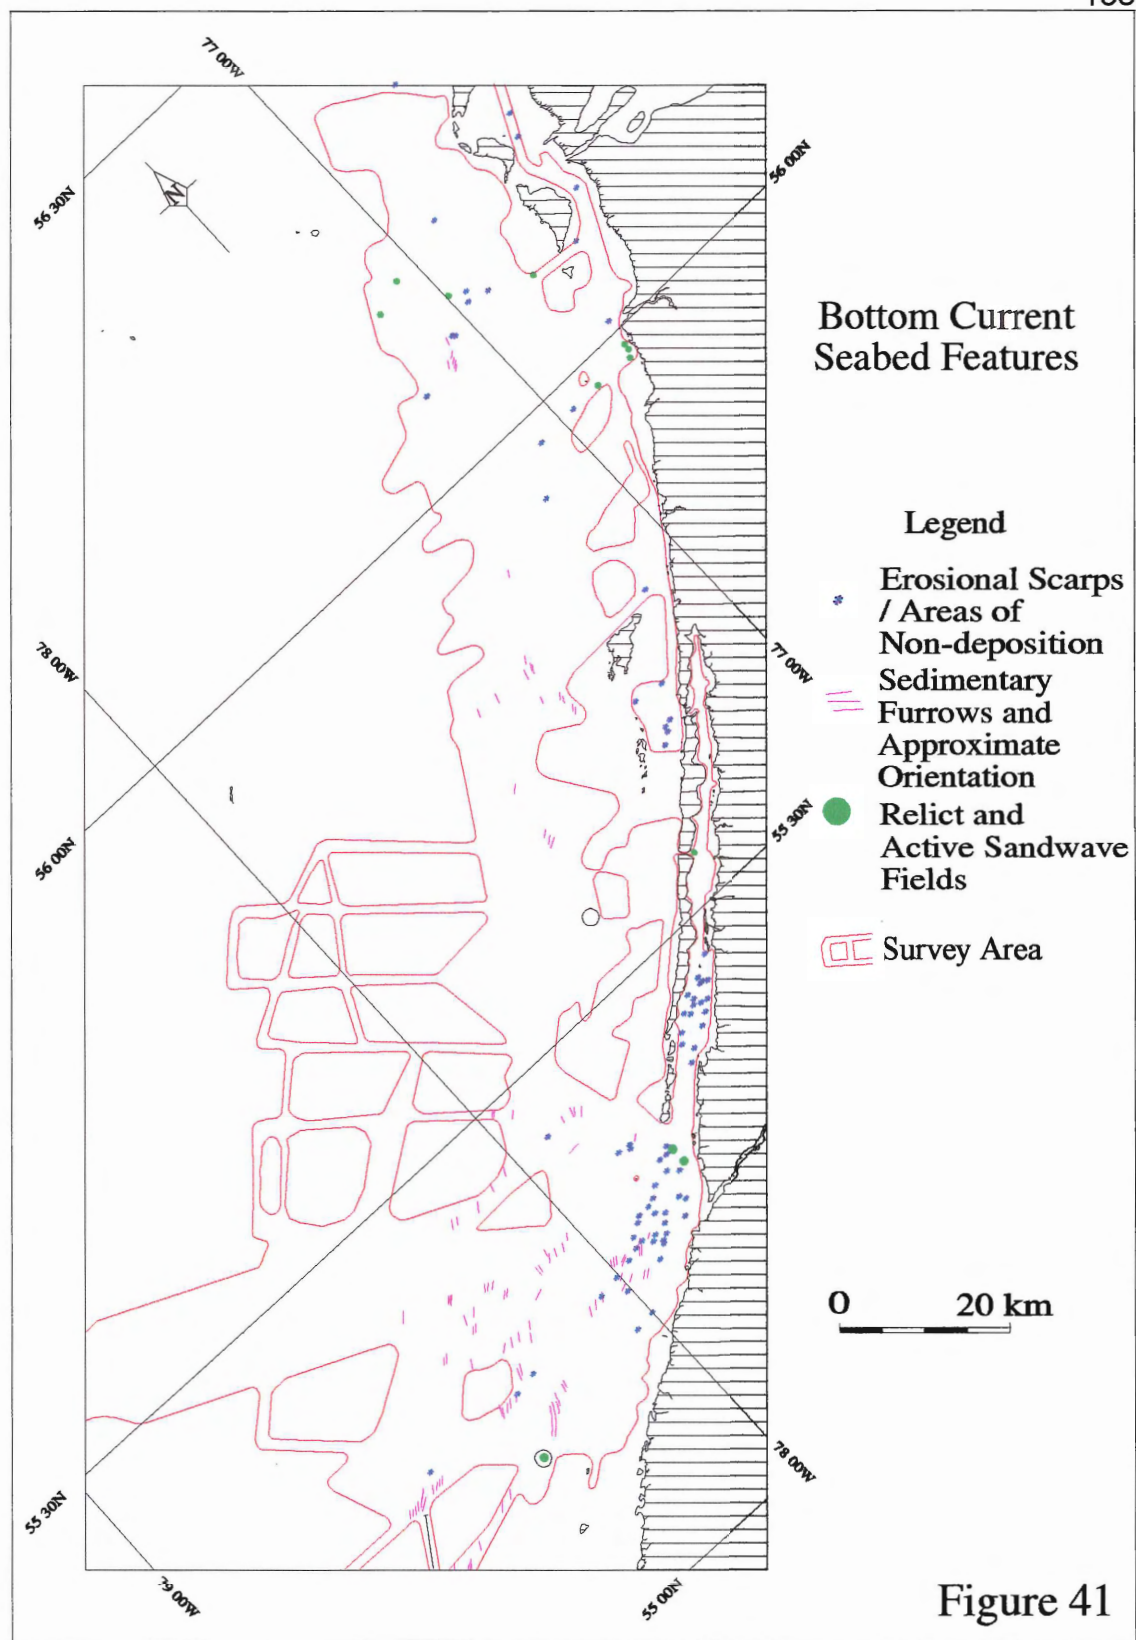 77 00W
56 30N
N
56 00N
Bottom Current
Seabed Features
Legend
Erosional Scarps
/ Areas of
Non-deposition
Sedimentary
Furrows and
Approximate
Orientation
Relict and
Active Sandwave
Fields
Survey Area
78 00W
77 00W
55 30N
56 00N
0 20 km
78 00W
55 30N
79 00W
55 00N
Figure 41